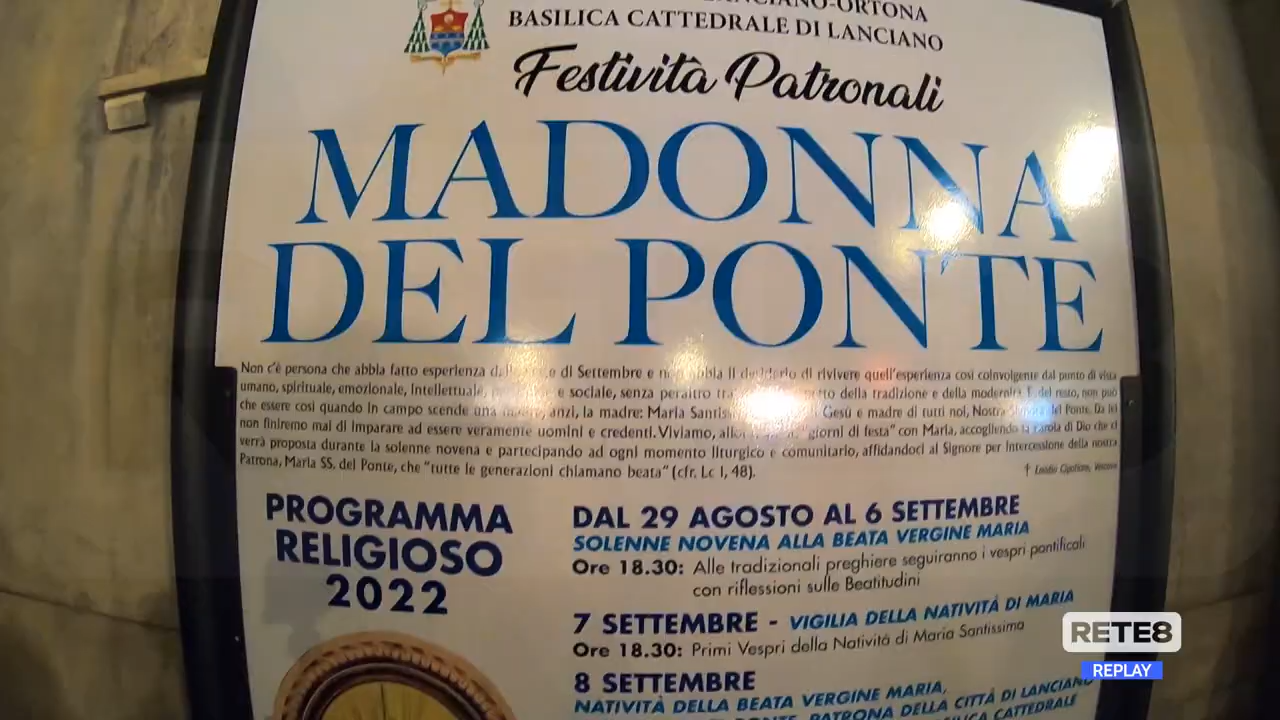 LANCIANO-ORTONA
BASILICA CATTEDRALE DI LANCIANO
Festività Patronali
MADONNA
DEL PONTE
Non c'è persona che abbia fatto esperienza di Settembre e non abbia il desiderio di rivivere quell'esperienza così coinvolgente dal punto di vista
umano, spirituale, emozionale, intellettuale, e sociale, senza peraltro della tradizione e della modernità. E, del resto, non può
che essere così quando in campo scende una anzi, la madre: Maria Gesù e madre di tutti noi, Nostra del Ponte. Da lei
non finiremo mai di imparare ad essere veramente uomini e credenti. Viviamo, "giorni di festa" con Maria, accogliendo la parola di Dio che ci
verrà proposta durante la solenne novena e partecipando ad ogni momento liturgico e comunitario, affidandoci al Signore per intercessione della nostra
Patrona, Maria SS. del Ponte, che "tutte le generazioni chiamano beata" (cfr. Lc 1, 48).
† Emidio Cipollone, Vescovo
PROGRAMMA
RELIGIOSO
2022
DAL 29 AGOSTO AL 6 SETTEMBRE
SOLENNE NOVENA ALLA BEATA VERGINE MARIA
Ore 18.30: Alle tradizionali preghiere seguiranno i vespri pontificali
con riflessioni sulle Beatitudini
7 SETTEMBRE - VIGILIA DELLA NATIVITÀ DI MARIA
Ore 18.30: Primi Vespri della Natività di Maria Santissima
8 SETTEMBRE
NATIVITÀ DELLA BEATA VERGINE MARIA,
PONTE, PATRONA DELLA CITTÀ DI LANCIANO
BASILICA CATTEDRALE
RETE8
REPLAY